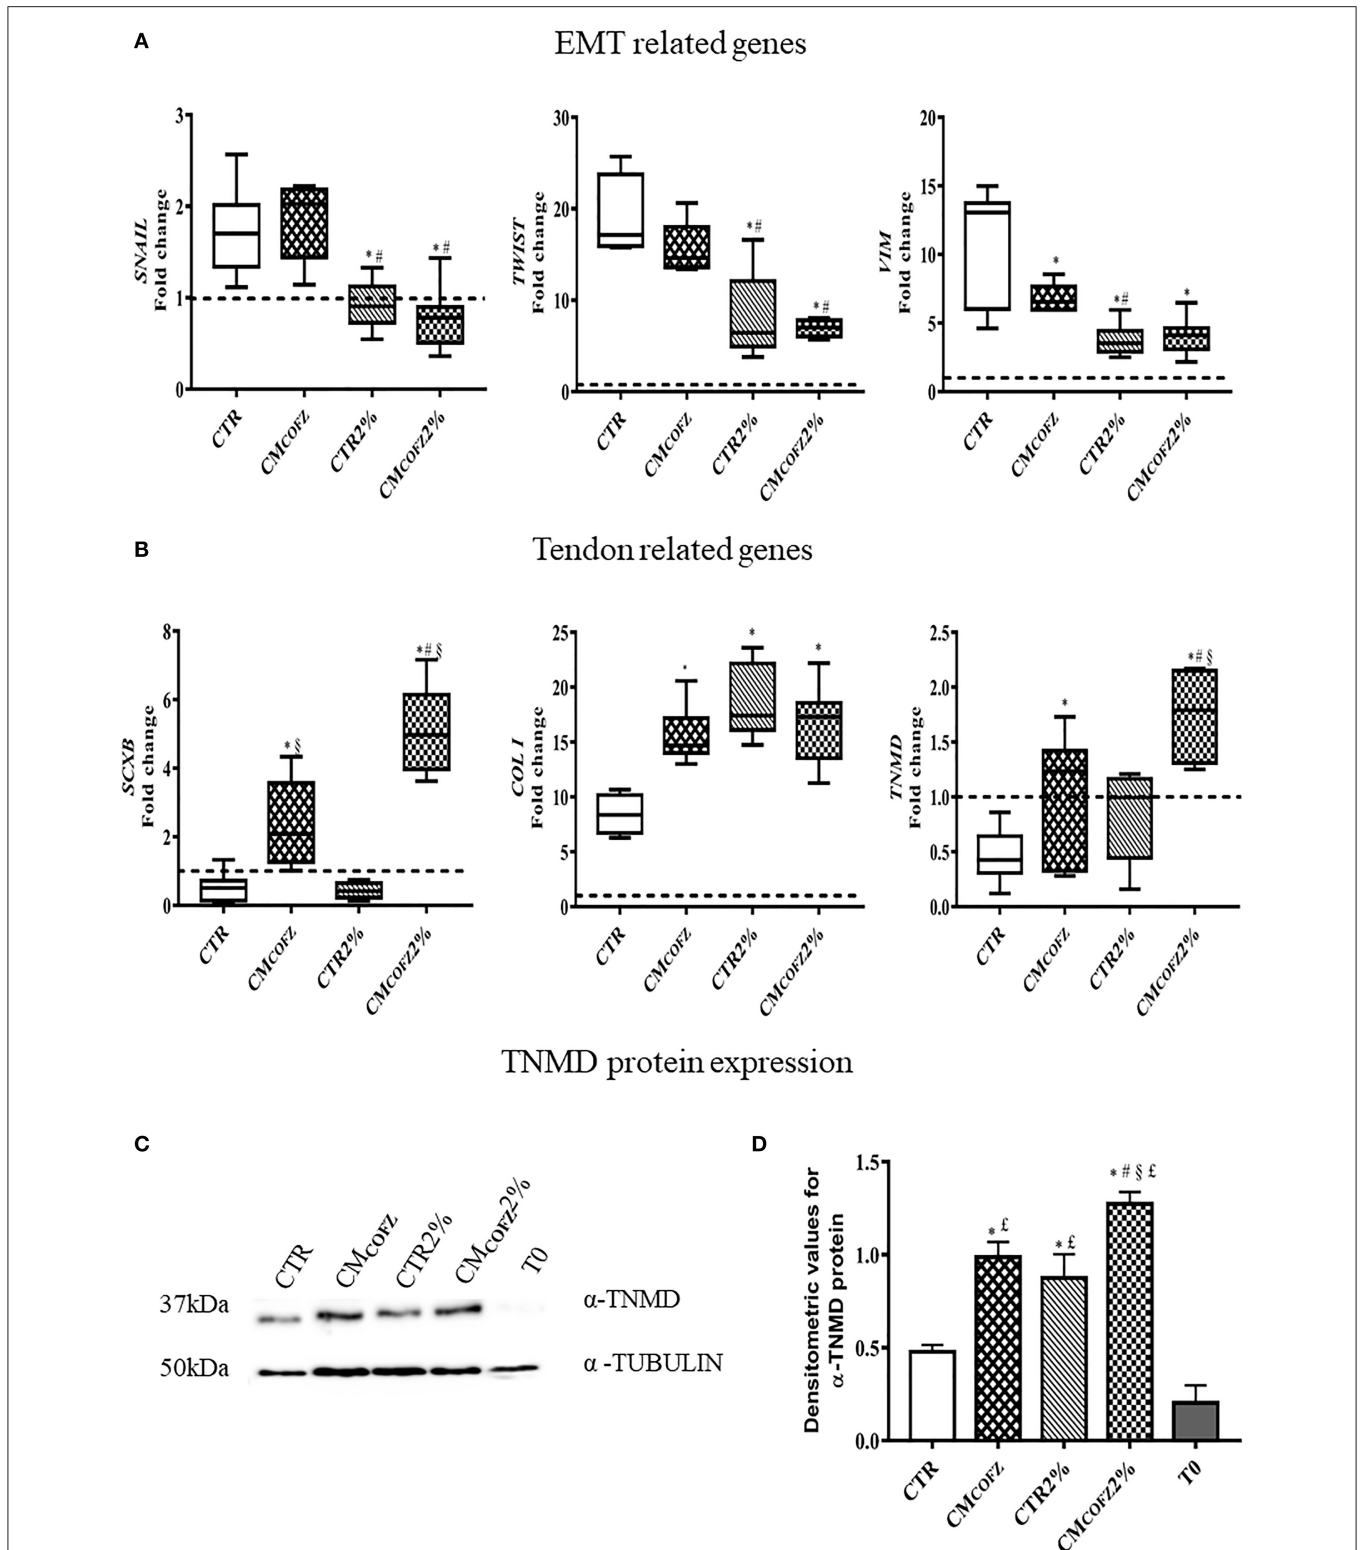 A
EMT related genes
3
2
1
0
SNAIL
Fold change
*#
*#
CTR
CMCOFZ
CTR2%
CMCOFZ2%
30
20
10
0
TWIST
Fold change
*#
*#
CTR
CMCOFZ
CTR2%
CMCOFZ2%
20
15
10
5
0
VIM
Fold change
*
*#
*
CTR
CMCOFZ
CTR2%
CMCOFZ2%
B
Tendon related genes
8
6
4
2
0
SCXB
Fold change
*§
*#§
CTR
CMCOFZ
CTR2%
CMCOFZ2%
25
20
15
10
5
0
COL I
Fold change
*
*
*
CTR
CMCOFZ
CTR2%
CMCOFZ2%
2.5
2.0
1.5
1.0
0.5
0.0
TNMD
Fold change
*
*#§
CTR
CMCOFZ
CTR2%
CMCOFZ2%
TNMD protein expression
C
CTR
CMCOFZ
CTR2%
CMCOFZ2%
T0
37kDa
α-TNMD
50kDa
α -TUBULIN
D
1.5
1.0
0.5
0.0
Densitometric values for
α-TNMD protein
* £
* £
* # § £
CTR
CMCOFZ
CTR2%
CMCOFZ2%
T0